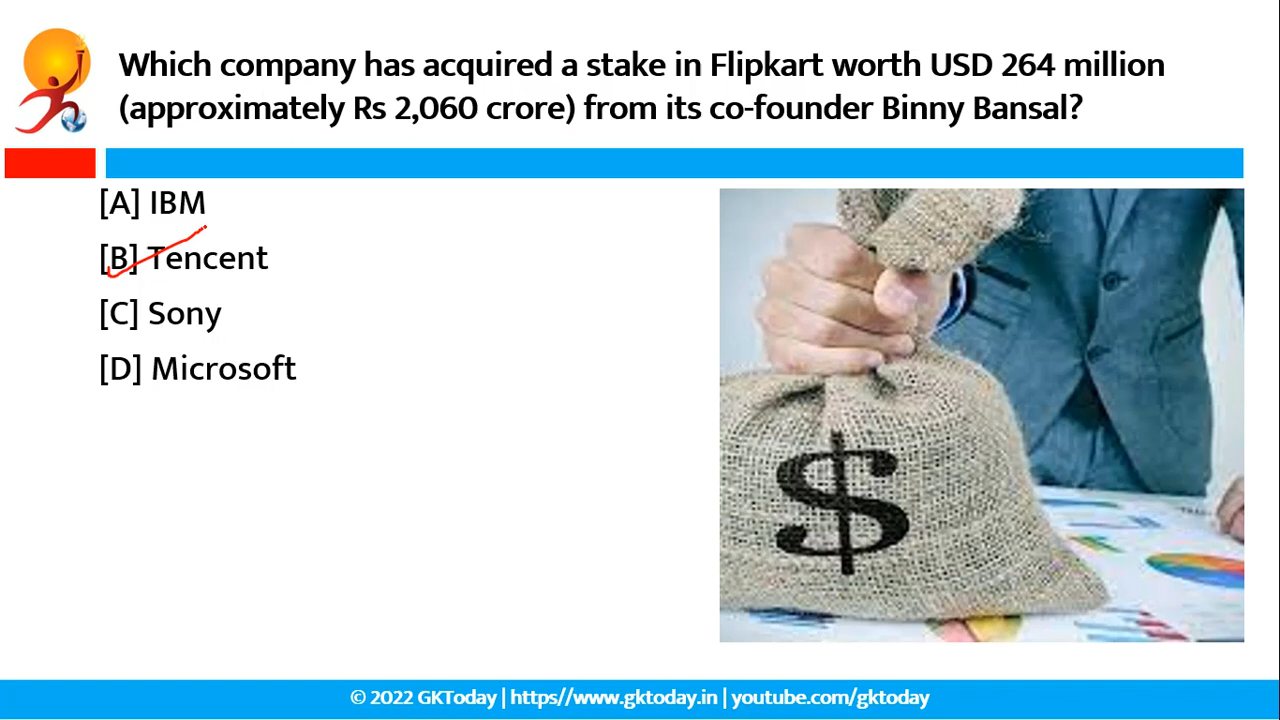 Which company has acquired a stake in Flipkart worth USD 264 million
(approximately Rs 2,060 crore) from its co-founder Binny Bansal?
[A] IBM
[B] Tencent
[C] Sony
[D] Microsoft
$
© 2022 GKToday | https//www.gktoday.in | youtube.com/gktoday